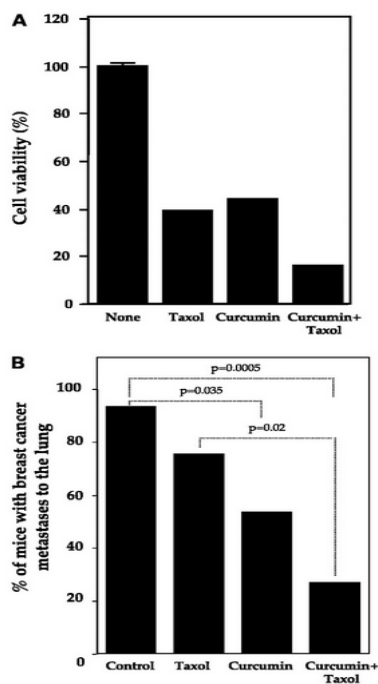 A
Cell viability (%)
120
100
80
60
40
20
0
None Taxol Curcumin Curcumin+
Taxol
B
% of mice with breast cancer
metastases to the lung
100
80
60
40
20
0
p=0.0005
p=0.035
p=0.02
Control Taxol Curcumin Curcumin+
Taxol